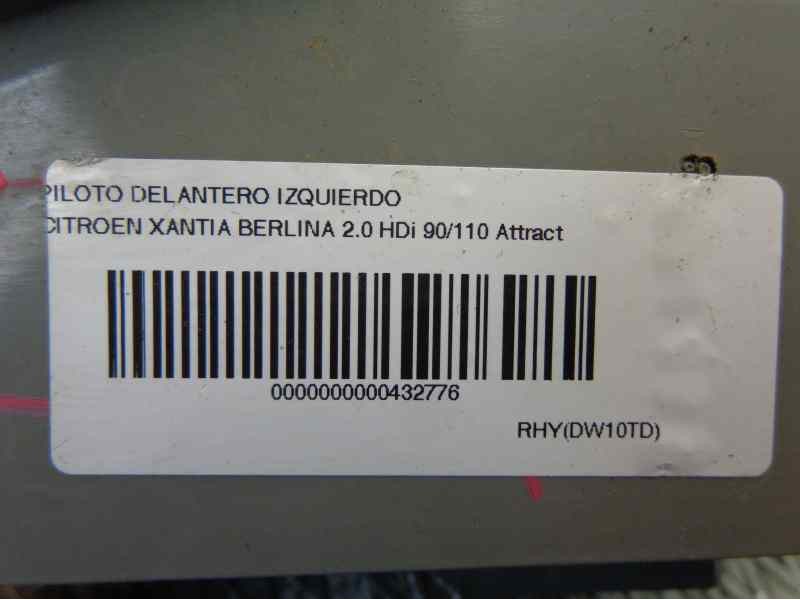 PILOTO DELANTERO IZQUIERDO
CITROEN XANTIA BERLINA 2.0 HDi 90/110 Attract
0000000000432776
RHY(DW10TD)